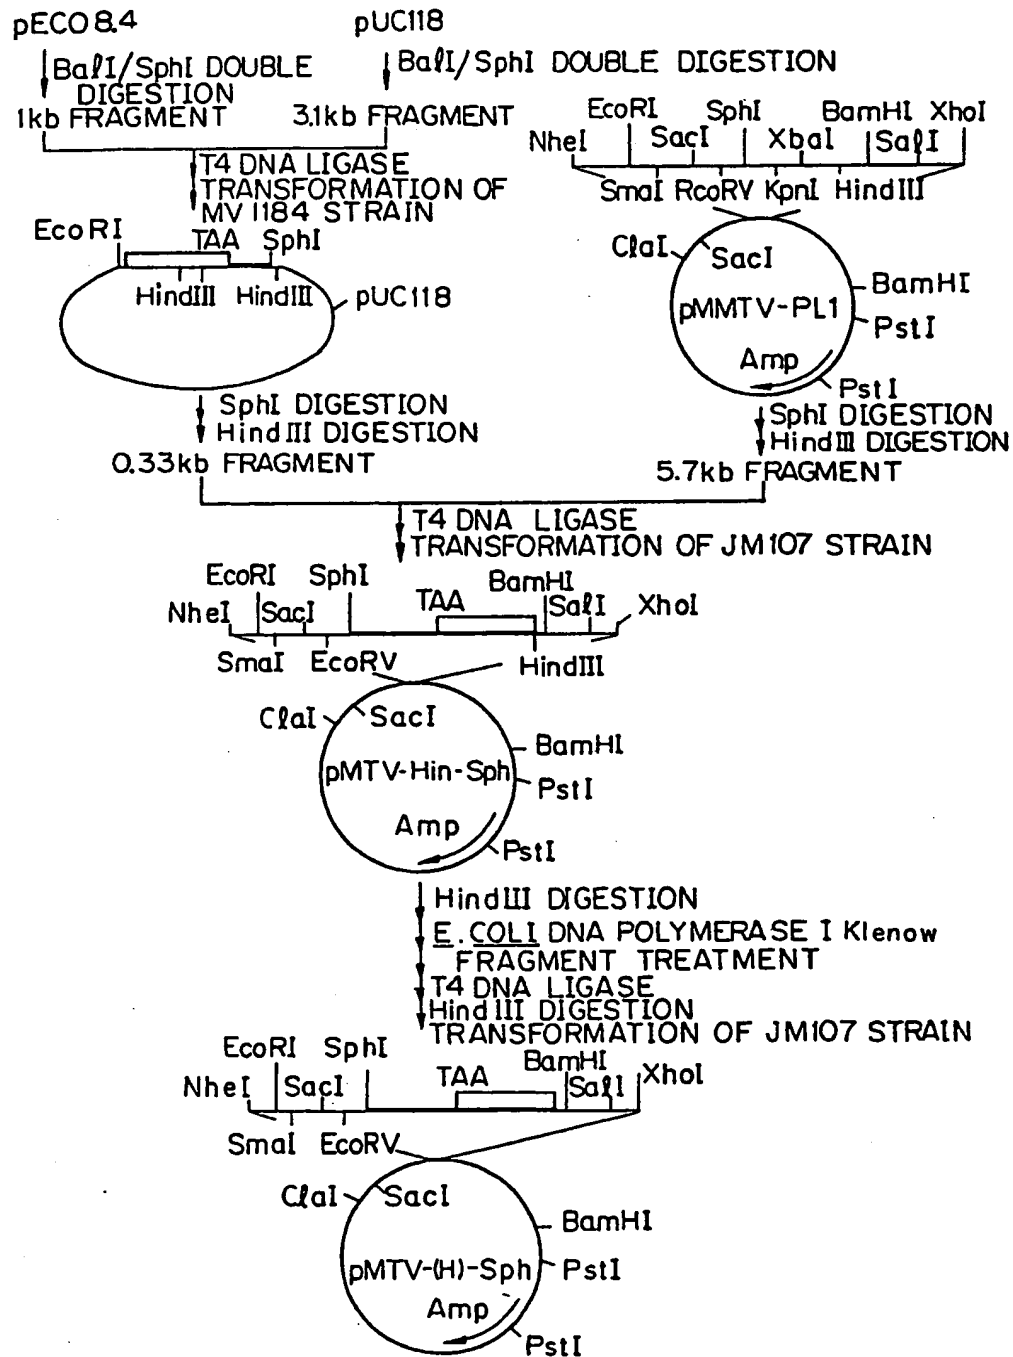 pECO8.4
pUC118
BalI/SphI DOUBLE
DIGESTION
BalI/SphI DOUBLE DIGESTION
1kb FRAGMENT
3.1kb FRAGMENT
T4 DNA LIGASE
TRANSFORMATION OF
MV1184 STRAIN
EcoRI
SphI
BamHI
XhoI
NheI
SacI
XbaI
SalI
SmaI
RcoRV
KpnI
HindIII
EcoRI
TAA
SphI
HindIII
HindIII
pUC118
ClaI
SacI
BamHI
pMMTV-PL1
PstI
Amp
PstI
SphI DIGESTION
HindIII DIGESTION
0.33kb FRAGMENT
SphI DIGESTION
HindIII DIGESTION
5.7kb FRAGMENT
T4 DNA LIGASE
TRANSFORMATION OF JM107 STRAIN
EcoRI
SphI
BamHI
NheI
SacI
TAA
SalI
XhoI
SmaI
EcoRV
HindIII
ClaI
SacI
BamHI
pMTV-Hin-Sph
PstI
Amp
PstI
HindIII DIGESTION
E.COLI DNA POLYMERASE I Klenow
FRAGMENT TREATMENT
T4 DNA LIGASE
HindIII DIGESTION
TRANSFORMATION OF JM107 STRAIN
EcoRI
SphI
BamHI
NheI
SacI
TAA
SalI
XhoI
SmaI
EcoRV
ClaI
SacI
BamHI
pMTV-(H)-Sph
PstI
Amp
PstI